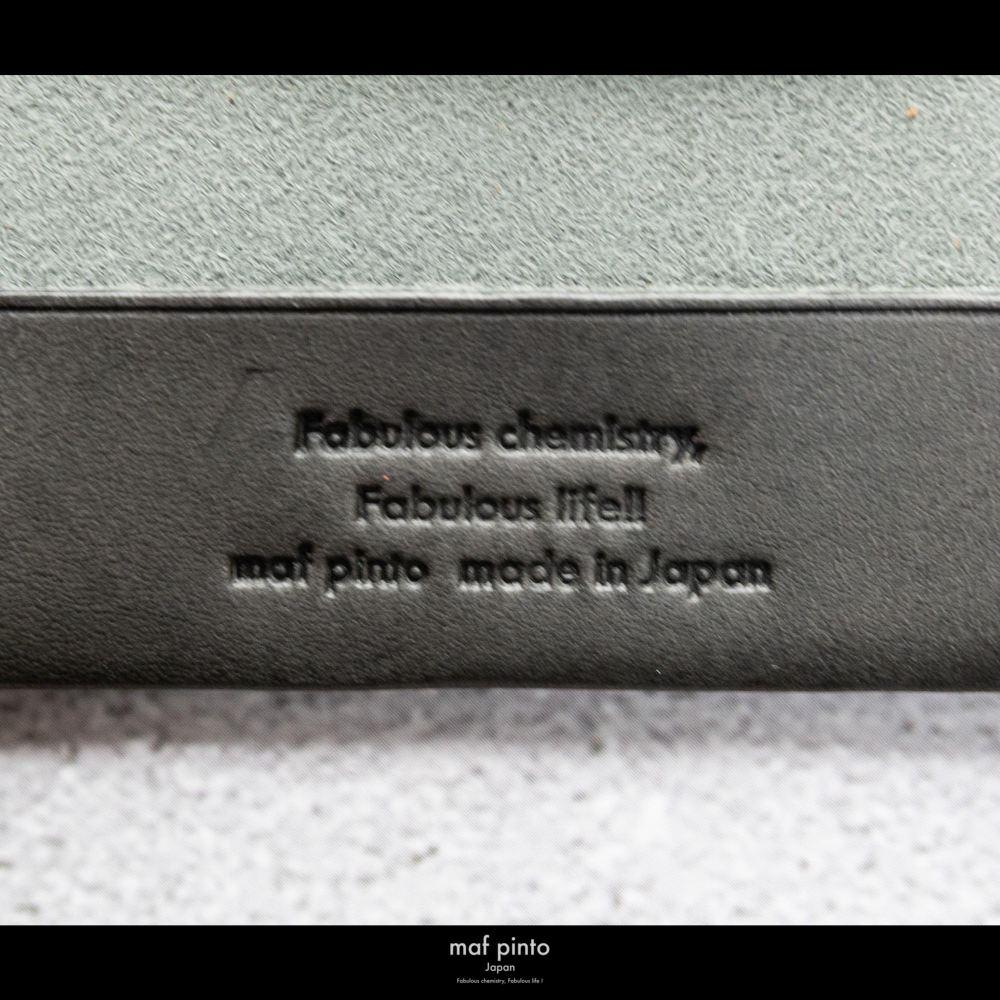 Fabulous chemistry,
Fabulous life!!
maf pinto made in Japan
maf pinto
Japan
Fabulous chemistry, Fabulous life !